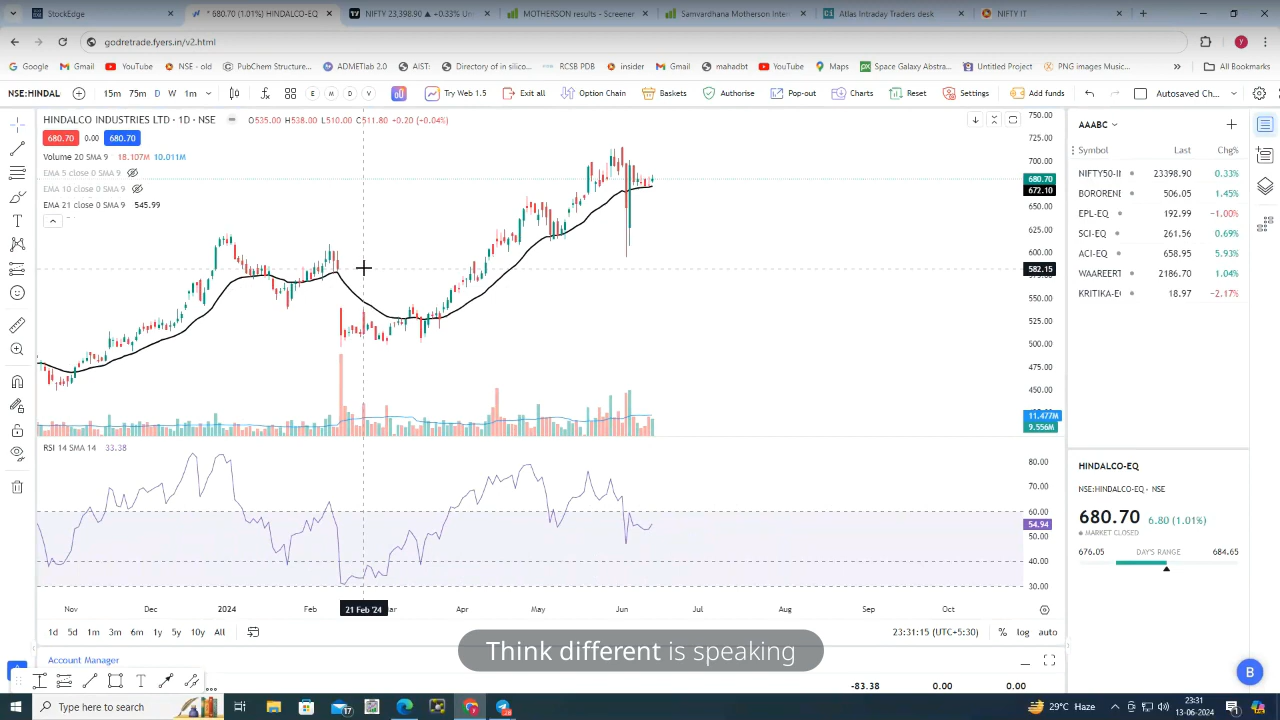 StockEdge
680.70 (1.01%) HINDALCO-EQ
NIFTY 23,398.90 ▲ +0.33% Un
MOTHERSON results - Screener
Samvardhana Motherson Inter
Atlas Intraday Traders desk
NIFTY IT
godretrade.fyers.in/v2.html
Google
Gmail
YouTube
NSE - old
PubChem Structure...
ADMETlab 2.0
AIST:
Directory of in silico...
RCSB PDB
insider
Gmail
mahadbt
YouTube
Maps
Space Galaxy Abstra...
Untitled Project
PNG images Music...
All Bookmarks
NSE:HINDAL
15m 75m D W 1m
E M D V
Try Web 1.5
Exit all
Option Chain
Baskets
Authorise
Pop-out
Charts
Reset
Settings
Add funds
Autosaved Ch...
HINDALCO INDUSTRIES LTD · 1D · NSE
O535.00 H538.00 L510.00 C511.80 +0.20 (+0.04%)
680.70 0.00 680.70
Volume 20 SMA 9 18.107M 10.011M
EMA 5 close 0 SMA 9
EMA 10 close 0 SMA 9
EMA 21 close 0 SMA 9 545.99
750.00
725.00
700.00
680.70
672.10
650.00
625.00
600.00
582.15
550.00
525.00
500.00
475.00
450.00
11.477M
9.556M
RSI 14 SMA 14 33.38
80.00
70.00
60.00
54.94
50.00
40.00
30.00
Nov Dec 2024 Feb 21 Feb '24 Apr May Jun Jul Aug Sep Oct
1d 5d 1m 3m 6m 1y 5y 10y All
23:31:15 (UTC+5:30) % log auto
Think different is speaking
Account Manager
-83.38 0.00 0.00
AAABC
Symbol Last Chg%
NIFTY50-IN 23398.90 0.33%
BORORENE 506.05 1.45%
EPL-EQ 192.99 −1.00%
SCI-EQ 261.56 0.69%
ACI-EQ 658.95 5.93%
WAAREERT 2186.70 1.04%
KRITIKA-E 18.97 −2.17%
HINDALCO-EQ
NSE:HINDALCO-EQ · NSE
680.70 6.80 (1.01%)
MARKET CLOSED
676.05 DAY'S RANGE 684.65
B
Type here to search
17
29°C Haze
23:31
13-06-2024